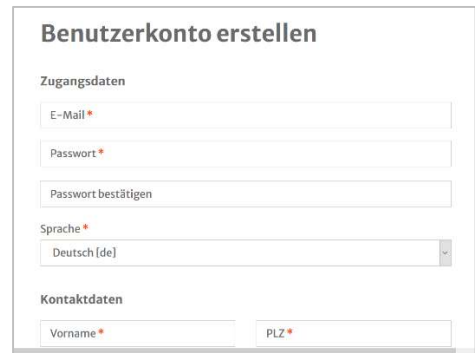 Benutzerkonto erstellen
Zugangsdaten
E-Mail *
Passwort *
Passwort bestätigen
Sprache *
Deutsch [de]
Kontaktdaten
Vorname * PLZ *